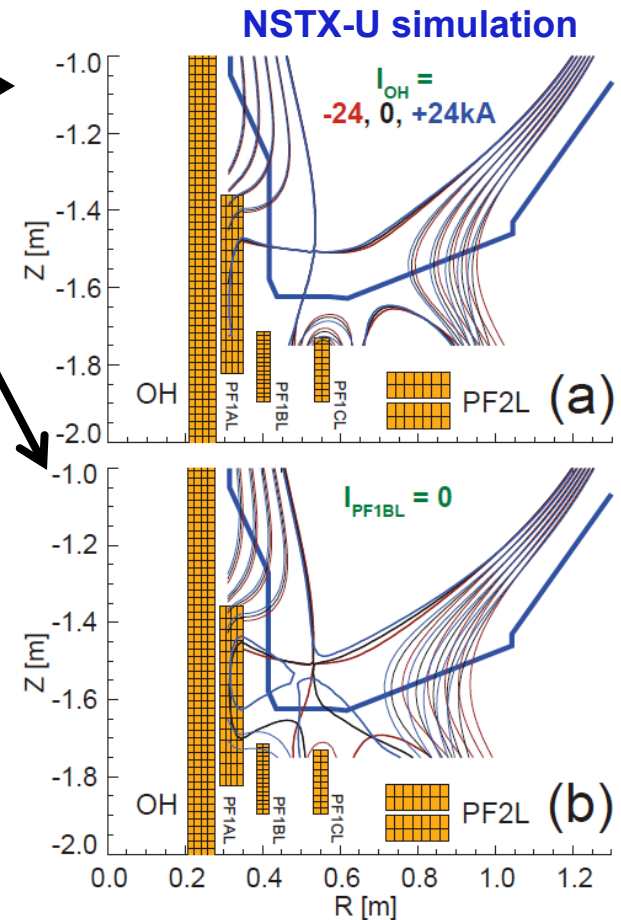 NSTX-U simulation
-1.0
-1.2
-1.4
-1.6
-1.8
-2.0
Z [m]
I_OH =
-24, 0, +24kA
OH
PF1AL
PF1BL
PF1CL
PF2L
(a)
-1.0
-1.2
-1.4
-1.6
-1.8
-2.0
Z [m]
I_PF1BL = 0
OH
PF1AL
PF1BL
PF1CL
PF2L
(b)
0.0 0.2 0.4 0.6 0.8 1.0 1.2
R [m]